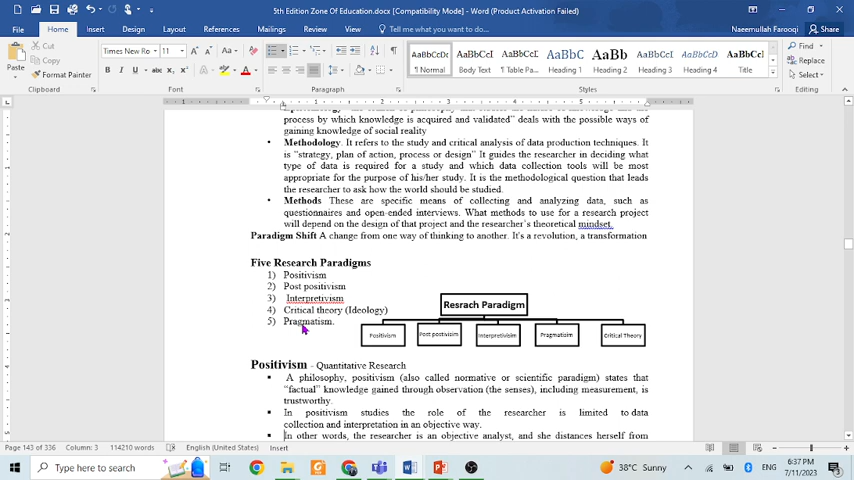 5th Edition Zone Of Education.docx [Compatibility Mode] - Word (Product Activation Failed)
File Home Insert Design Layout References Mailings Review View Tell me what you want to do... Naeemullah Farooqi Share
Cut
Copy
Format Painter
Paste
Times New Ro 11
Clipboard Font Paragraph Styles Editing
AaBbCcDc AaBbCcI AaBbCcD AaBbC AaBb AaBbCcI AaBbCcD AaBbCcI
¶ Normal Body Text ¶ Table Pa... Heading 1 Heading 2 Heading 3 Heading 4 Title
Find
Replace
Select
process by which knowledge is acquired and validated” deals with the possible ways of
gaining knowledge of social reality
• Methodology. It refers to the study and critical analysis of data production techniques. It
is "strategy, plan of action, process or design" It guides the researcher in deciding what
type of data is required for a study and which data collection tools will be most
appropriate for the purpose of his/her study. It is the methodological question that leads
the researcher to ask how the world should be studied.
• Methods These are specific means of collecting and analyzing data, such as
questionnaires and open-ended interviews. What methods to use for a research project
will depend on the design of that project and the researcher’s theoretical mindset.
Paradigm Shift A change from one way of thinking to another. It's a revolution, a transformation
Five Research Paradigms
1) Positivism
2) Post positivism
3) Interpretivism
4) Critical theory (Ideology)
5) Pragmatism.
Resrach Paradigm
Positivism Post postivizim Interpretivisim Pragmatisim Critical Theory
Positivism - Quantitative Research
▪ A philosophy, positivism (also called normative or scientific paradigm) states that
“factual” knowledge gained through observation (the senses), including measurement, is
trustworthy.
▪ In positivism studies the role of the researcher is limited to data
collection and interpretation in an objective way.
▪ In other words, the researcher is an objective analyst, and she distances herself from
Page 143 of 336 Column: 3 114210 words English (United States) Insert
Type here to search
38°C Sunny
ENG
6:37 PM
7/11/2023